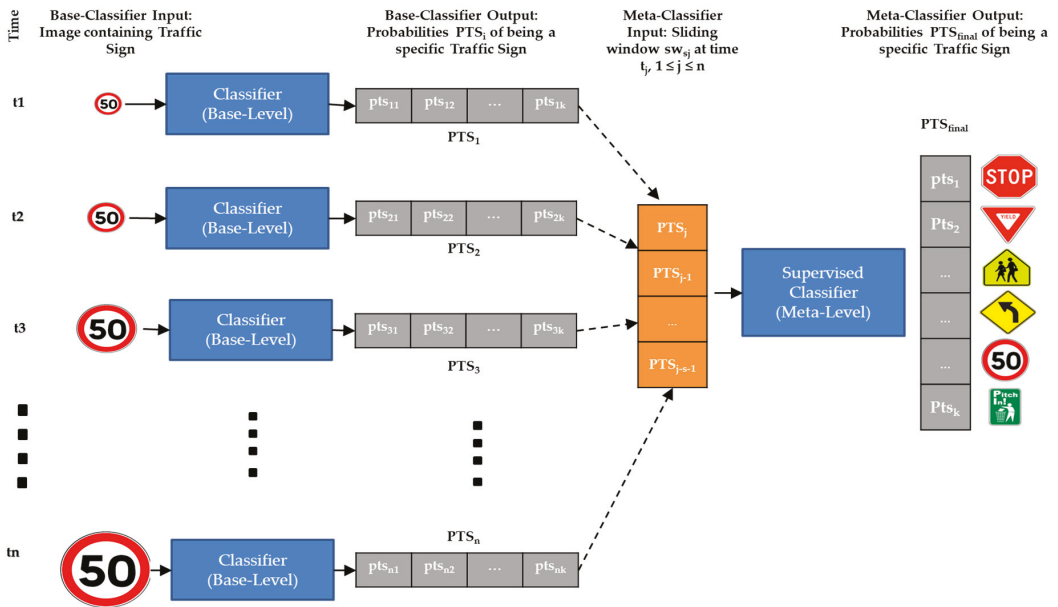 Time
Base-Classifier Input:
Image containing Traffic
Sign
Base-Classifier Output:
Probabilities PTSi of being a
specific Traffic Sign
Meta-Classifier
Input: Sliding
window swsj at time
tj, 1 ≤ j ≤ n
Meta-Classifier Output:
Probabilities PTSfinal of being a
specific Traffic Sign
t1
50
Classifier
(Base-Level)
pts11 pts12 ... pts1k
PTS1
t2
50
Classifier
(Base-Level)
pts21 pts22 ... pts2k
PTS2
t3
50
Classifier
(Base-Level)
pts31 pts32 ... pts3k
PTS3
tn
50
Classifier
(Base-Level)
PTSn
ptsn1 ptsn2 ... ptsnk
PTSj
PTSj-1
...
PTSj-s-1
Supervised
Classifier
(Meta-Level)
PTSfinal
pts1
STOP
Pts2
YIELD
...
...
...
50
Ptsk
Pitch
In!